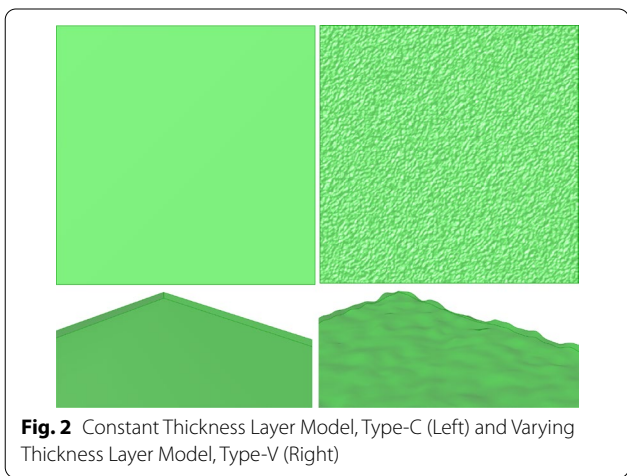 Fig. 2 Constant Thickness Layer Model, Type-C (Left) and Varying
Thickness Layer Model, Type-V (Right)